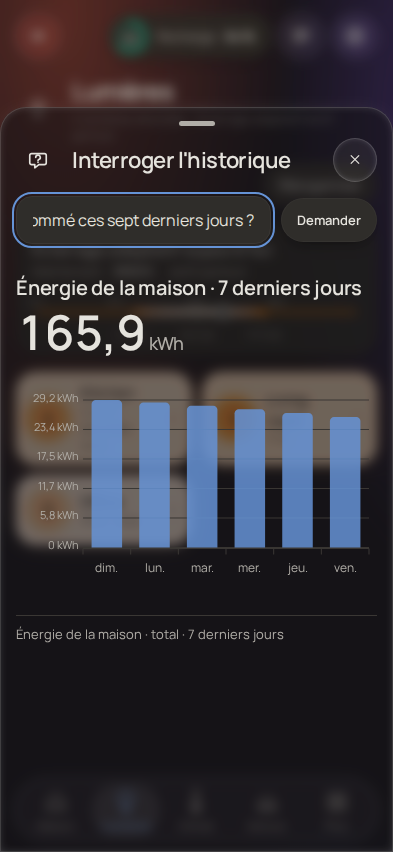 Lumières
Interroger l'historique
ommé ces sept derniers jours ?
Demander
Énergie de la maison · 7 derniers jours
165,9 kWh
29,2 kWh
23,4 kWh
17,5 kWh
11,7 kWh
5,8 kWh
0 kWh
dim. lun. mar. mer. jeu. ven.
Énergie de la maison · total · 7 derniers jours